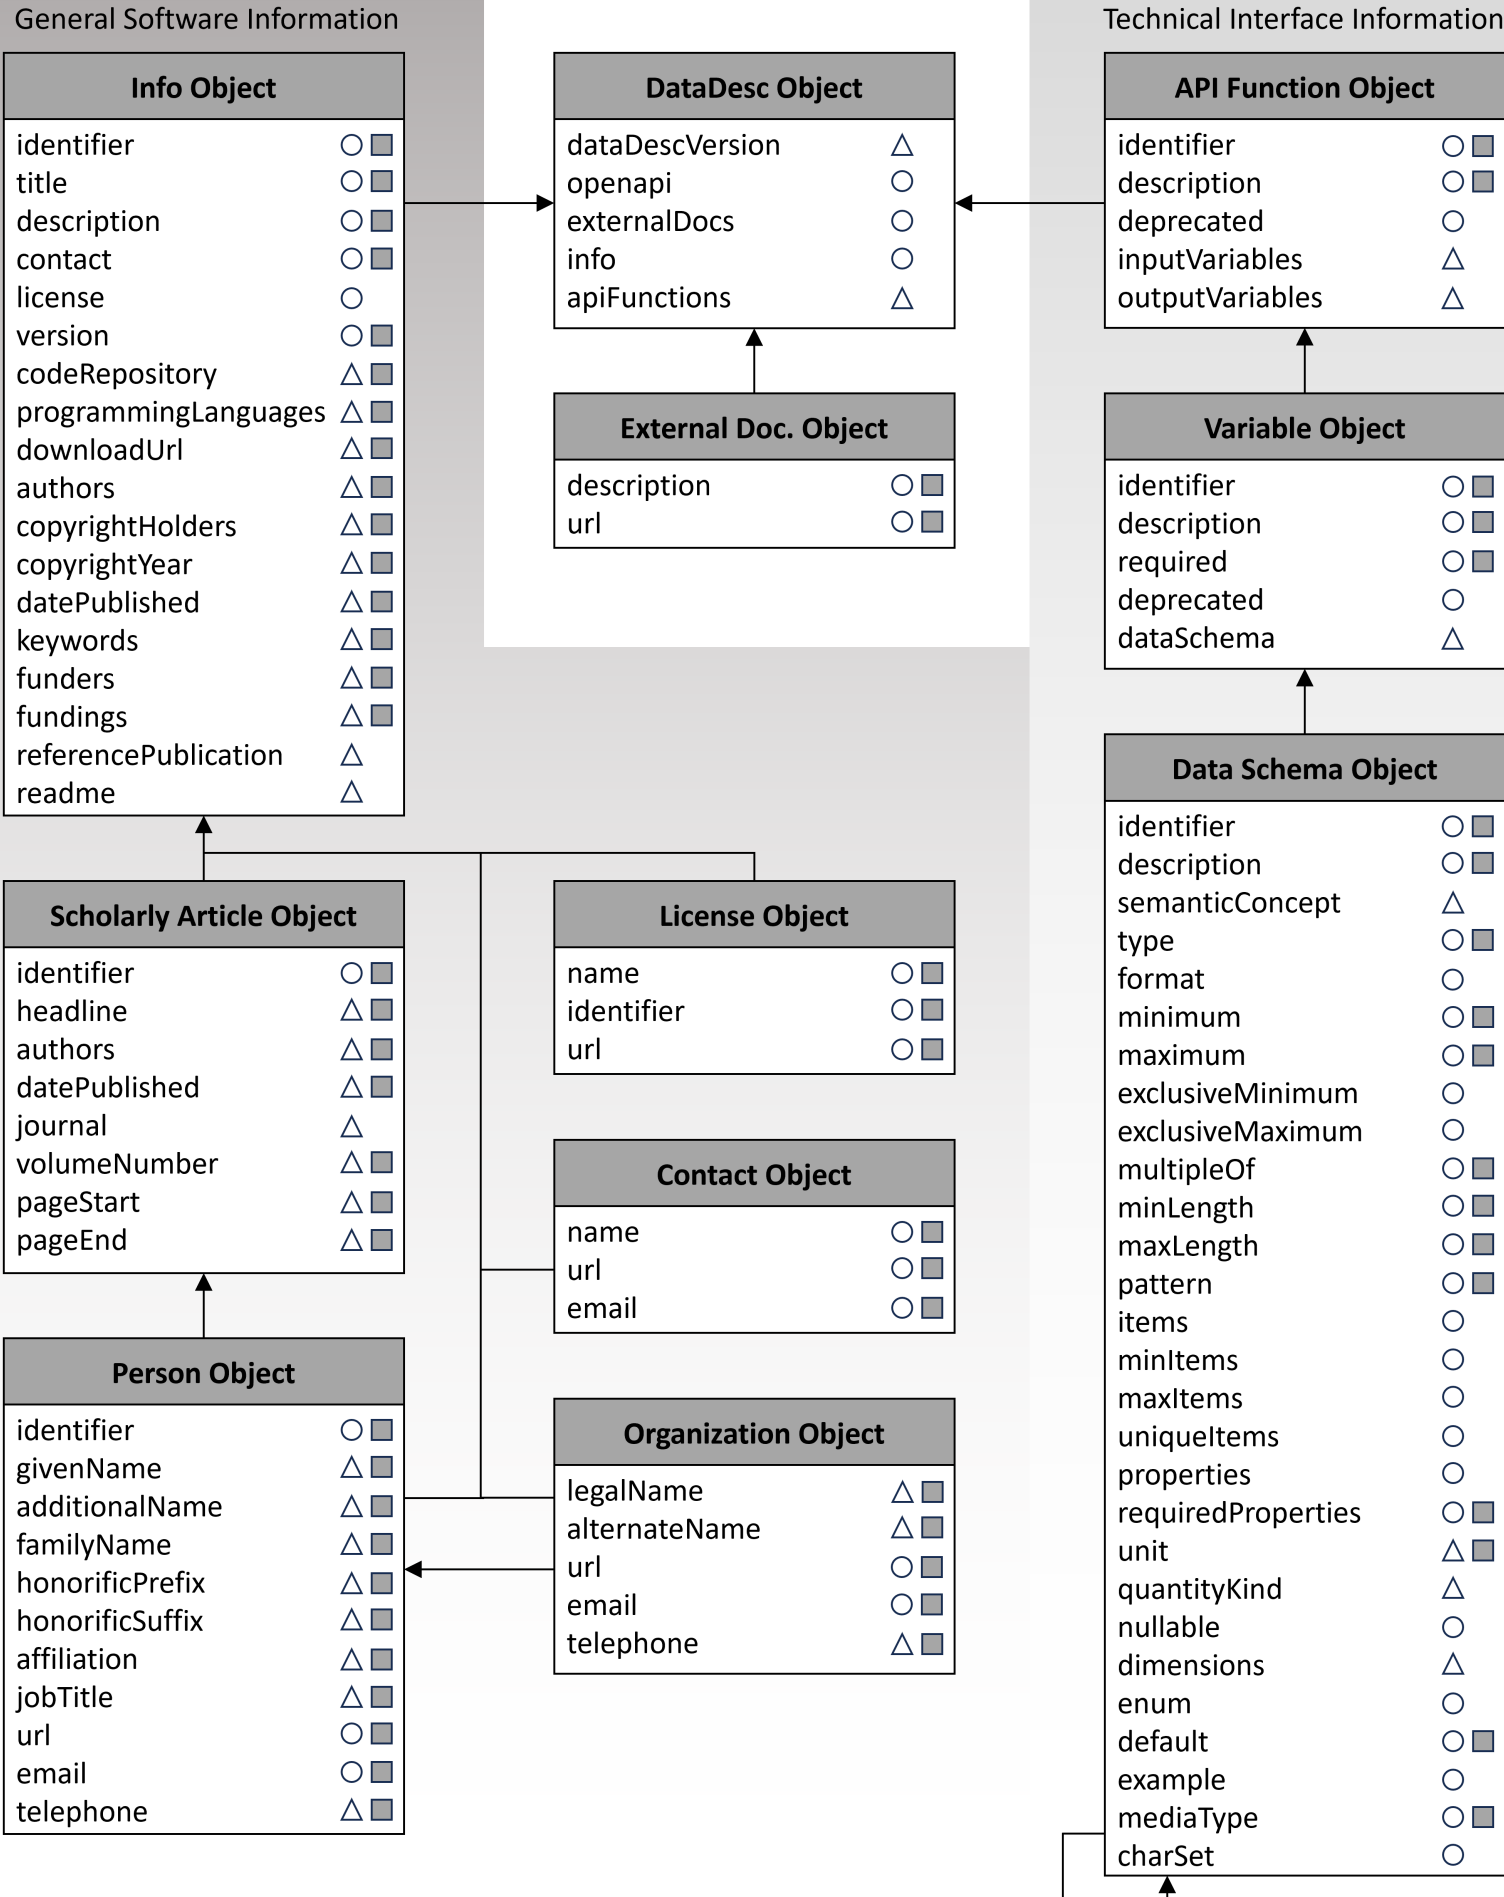 General Software Information
Info Object
identifier
title
description
contact
license
version
codeRepository
programmingLanguages
downloadUrl
authors
copyrightHolders
copyrightYear
datePublished
keywords
funders
fundings
referencePublication
readme
Scholarly Article Object
identifier
headline
authors
datePublished
journal
volumeNumber
pageStart
pageEnd
Person Object
identifier
givenName
additionalName
familyName
honorificPrefix
honorificSuffix
affiliation
jobTitle
url
email
telephone
DataDesc Object
dataDescVersion
openapi
externalDocs
info
apiFunctions
External Doc. Object
description
url
License Object
name
identifier
url
Contact Object
name
url
email
Organization Object
legalName
alternateName
url
email
telephone
Technical Interface Information
API Function Object
identifier
description
deprecated
inputVariables
outputVariables
Variable Object
identifier
description
required
deprecated
dataSchema
Data Schema Object
identifier
description
semanticConcept
type
format
minimum
maximum
exclusiveMinimum
exclusiveMaximum
multipleOf
minLength
maxLength
pattern
items
minItems
maxItems
uniqueItems
properties
requiredProperties
unit
quantityKind
nullable
dimensions
enum
default
example
mediaType
charSet